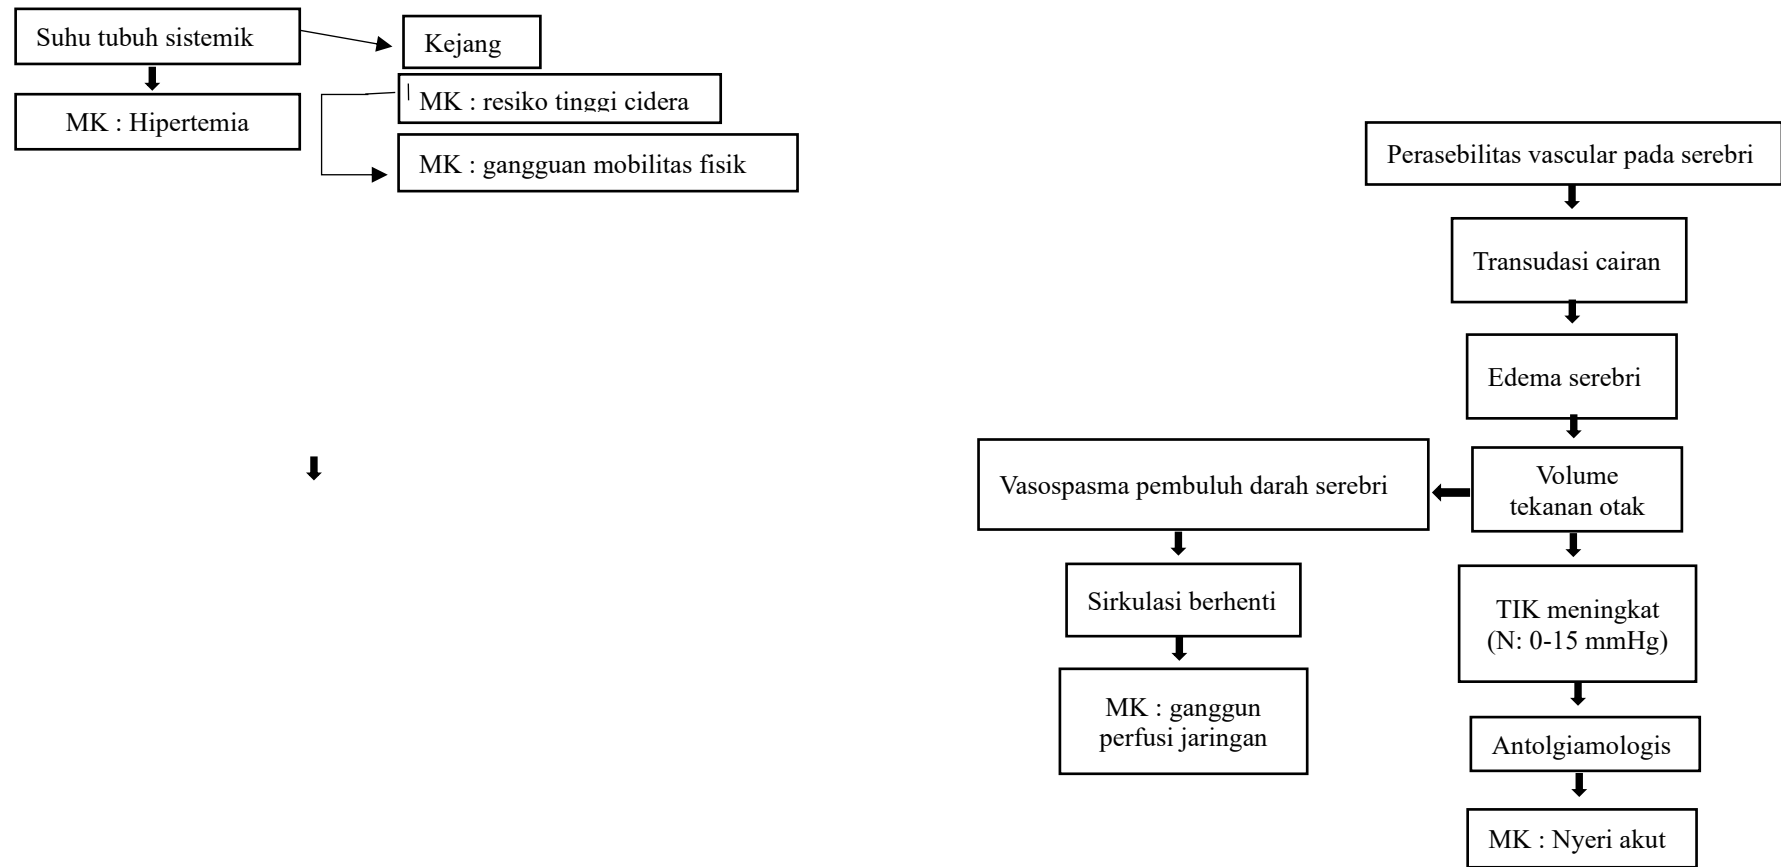 Suhu tubuh sistemik
Kejang
MK : Hipertemia
MK : resiko tinggi cidera
MK : gangguan mobilitas fisik
Perasebilitas vascular pada serebri
Transudasi cairan
Edema serebri
Volume
tekanan otak
Vasospasma pembuluh darah serebri
Sirkulasi berhenti
MK : ganggun
perfusi jaringan
TIK meningkat
(N: 0-15 mmHg)
Antolgiamologis
MK : Nyeri akut